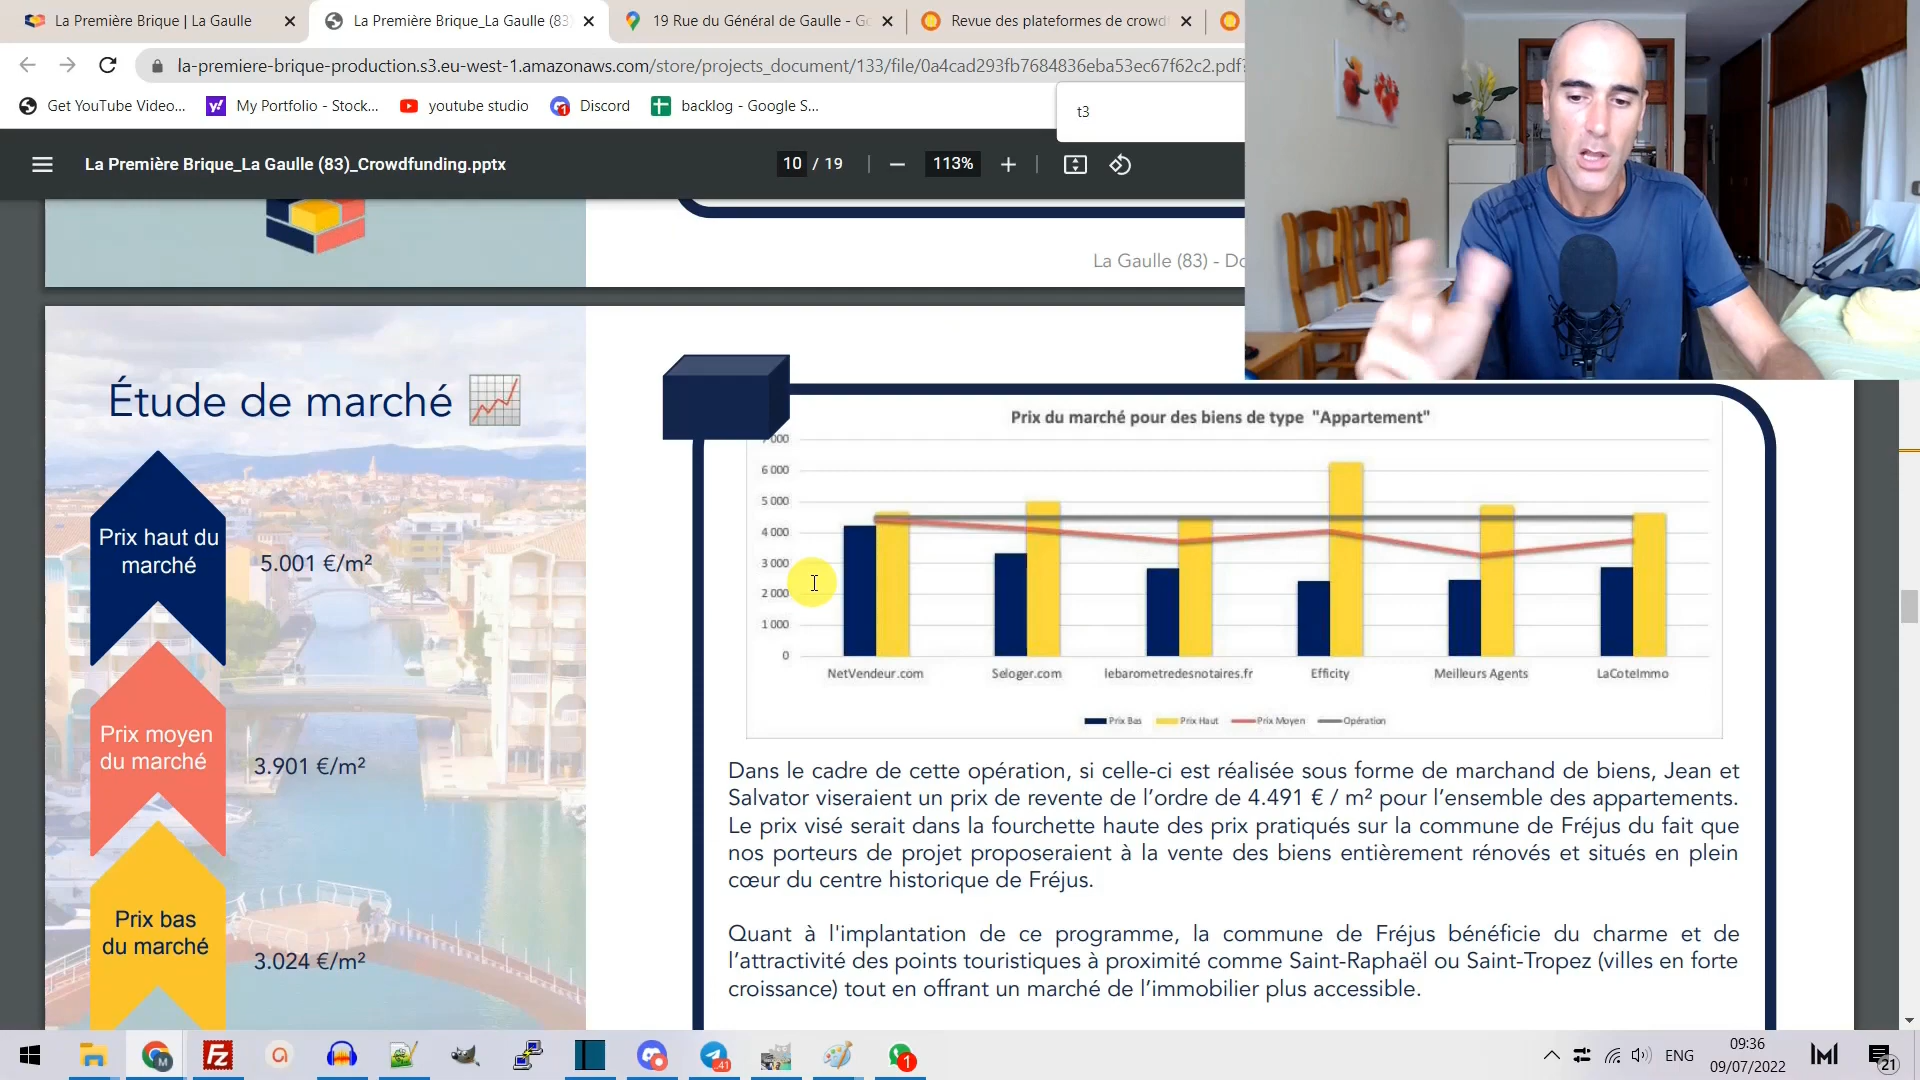 La Première Brique | La Gaulle
La Première Brique_La Gaulle (83
19 Rue du Général de Gaulle - Go
Revue des plateformes de crowd
la-premiere-brique-production.s3.eu-west-1.amazonaws.com/store/projects_document/133/file/0a4cad293fb7684836eba53ec67f62c2.pdf?
Get YouTube Video...
My Portfolio - Stock...
youtube studio
Discord
backlog - Google S...
t3
La Première Brique_La Gaulle (83)_Crowdfunding.pptx
10 / 19
113%
La Gaulle (83) - Do
Étude de marché
Prix haut du
marché
5.001 €/m²
Prix moyen
du marché
3.901 €/m²
Prix bas
du marché
3.024 €/m²
Prix du marché pour des biens de type "Appartement"
000
6 000
5 000
4 000
3 000
2 000
1 000
0
NetVendeur.com
Seloger.com
lebarometredesnotaires.fr
Efficity
Meilleurs Agents
LaCoteImmo
Prix Bas
Prix Haut
Prix Moyen
Opération
Dans le cadre de cette opération, si celle-ci est réalisée sous forme de marchand de biens, Jean et
Salvator viseraient un prix de revente de l'ordre de 4.491 € / m² pour l'ensemble des appartements.
Le prix visé serait dans la fourchette haute des prix pratiqués sur la commune de Fréjus du fait que
nos porteurs de projet proposeraient à la vente des biens entièrement rénovés et situés en plein
cœur du centre historique de Fréjus.
Quant à l'implantation de ce programme, la commune de Fréjus bénéficie du charme et de
l'attractivité des points touristiques à proximité comme Saint-Raphaël ou Saint-Tropez (villes en forte
croissance) tout en offrant un marché de l'immobilier plus accessible.
ENG
09:36
09/07/2022
21